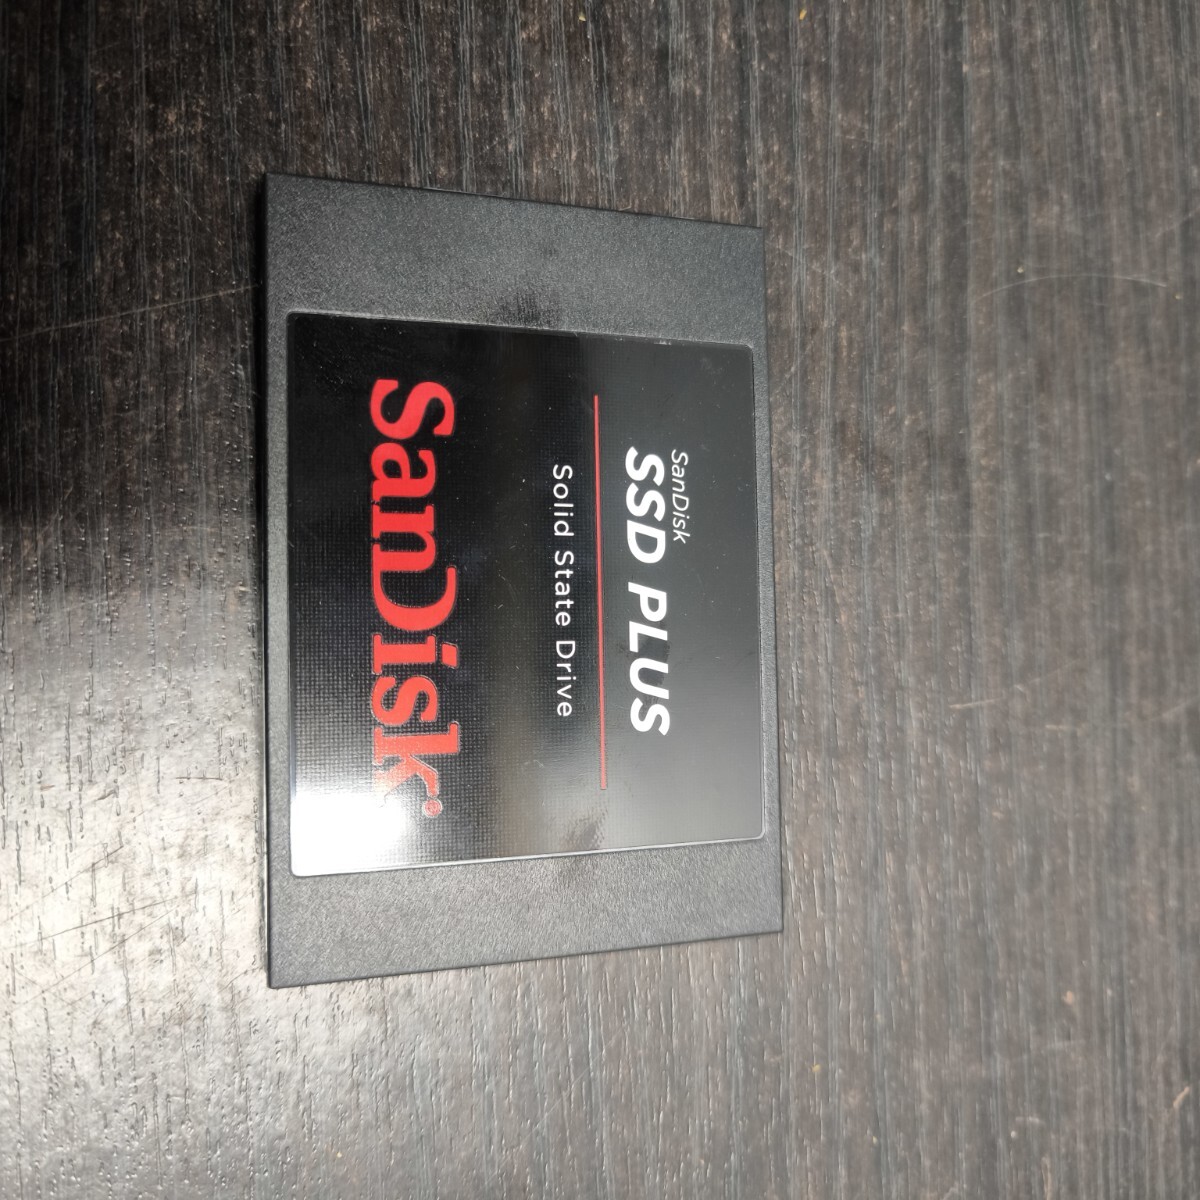 SanDisk
SSD PLUS
Solid State Drive
SanDisk®